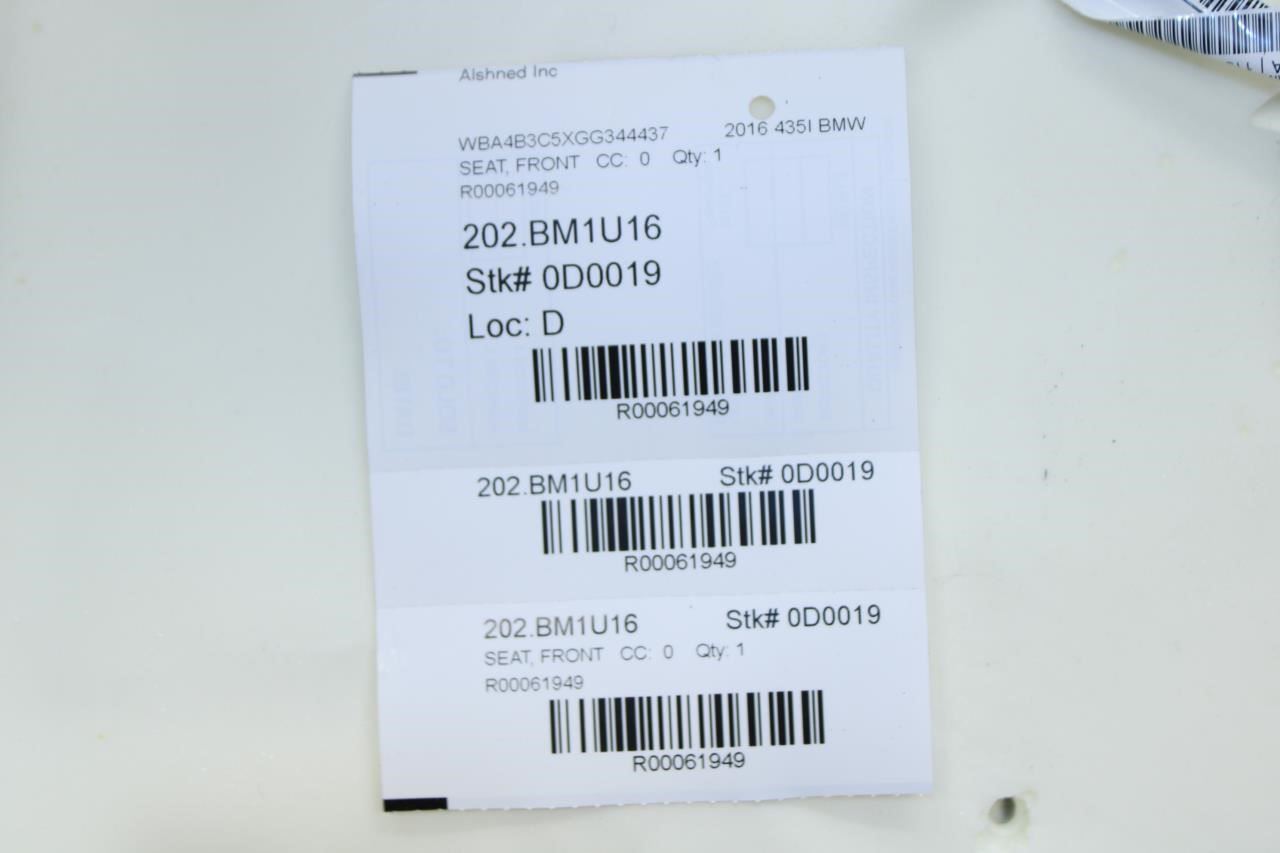 Alshned Inc
WBA4B3C5XGG344437 2016 435I BMW
SEAT, FRONT CC: 0 Qty: 1
R00061949
202.BM1U16
Stk# 0D0019
Loc: D
R00061949
202.BM1U16 Stk# 0D0019
R00061949
202.BM1U16 Stk# 0D0019
SEAT, FRONT CC: 0 Qty: 1
R00061949
R00061949